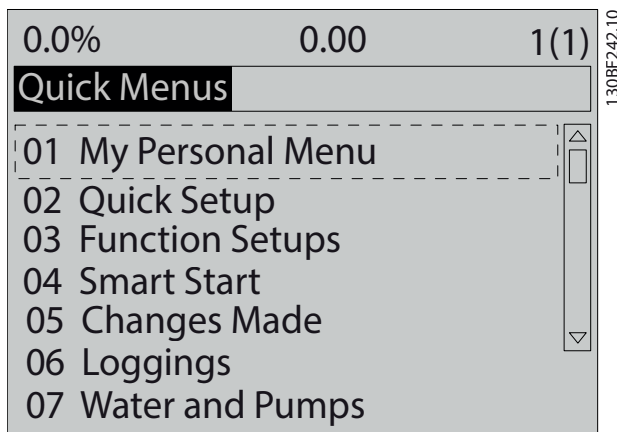 0.0% 0.00 1(1)
Quick Menus
01 My Personal Menu
02 Quick Setup
03 Function Setups
04 Smart Start
05 Changes Made
06 Loggings
07 Water and Pumps
130BF242.10